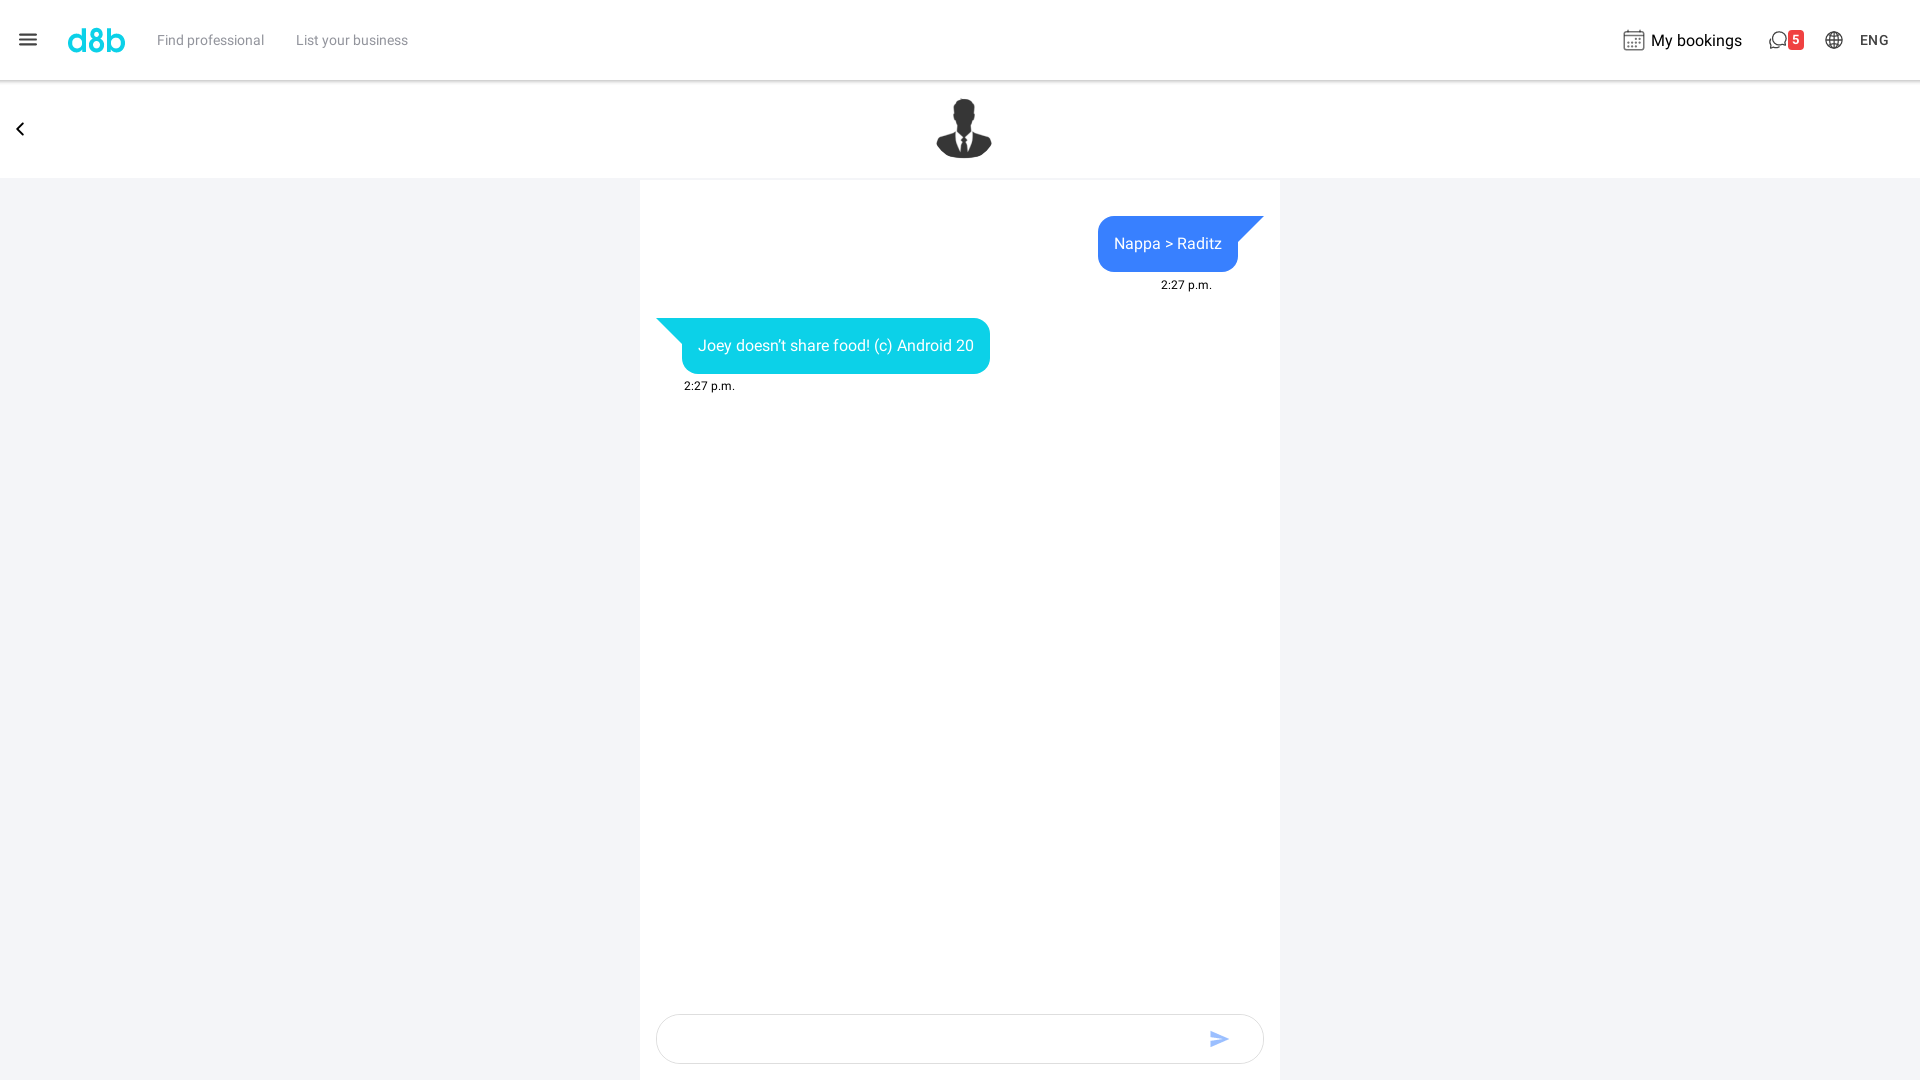 d8b
Find professional
List your business
My bookings
5
ENG
Nappa > Raditz
2:27 p.m.
Joey doesn't share food! (c) Android 20
2:27 p.m.